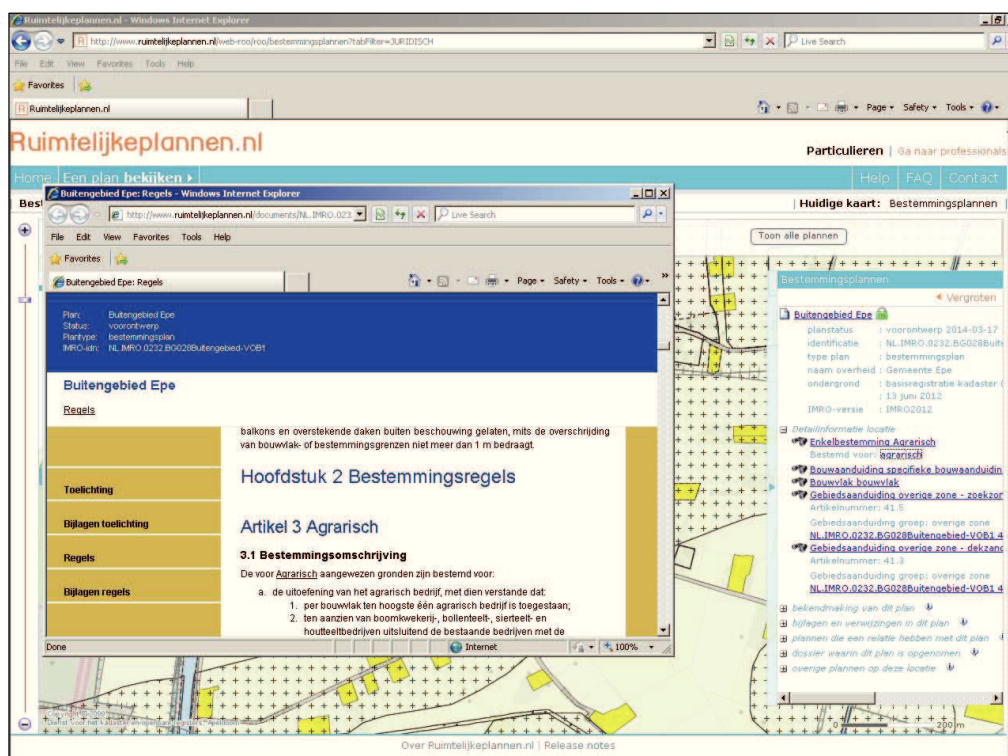 Ruimtelijkeplannen.nl - Windows Internet Explorer
http://www.ruimtelijkeplannen.nl/web-roo/roo/bestemmingsplannen?tabFilter=JURIDISCH
Live Search
File Edit View Favorites Tools Help
Favorites
Ruimtelijkeplannen.nl
Page Safety Tools
Ruimtelijkeplannen.nl
Particulieren | Ga naar professionals
Home Een plan bekijken
Help FAQ Contact
Best
Huidige kaart: Bestemmingsplannen
Toon alle plannen
Buitengebied Epe: Regels - Windows Internet Explorer
http://www.ruimtelijkeplannen.nl/documents/NL.IMRO.023
Live Search
File Edit View Favorites Tools Help
Favorites
Buitengebied Epe: Regels
Page Safety Tools
Plan: Buitengebied Epe
Status: voorontwerp
Plantype: bestemmingsplan
IMRO-idn: NL.IMRO.0232.BG028Buitengebied-VOB1
Buitengebied Epe
Regels
balkons en overstekende daken buiten beschouwing gelaten, mits de overschrijding
van bouwvlak- of bestemmingsgrenzen niet meer dan 1 m bedraagt.
Hoofdstuk 2 Bestemmingsregels
Toelichting
Bijlagen toelichting
Regels
Bijlagen regels
Artikel 3 Agrarisch
3.1 Bestemmingsomschrijving
De voor Agrarisch aangewezen gronden zijn bestemd voor:
a. de uitoefening van het agrarisch bedrijf, met dien verstande dat:
1. per bouwvlak ten hoogste één agrarisch bedrijf is toegestaan;
2. ten aanzien van boomkwekerij-, bollenteelt-, sierteelt- en
houtteeltbedrijven uitsluitend de bestaande bedrijven met de
Done
Internet
100%
Bestemmingsplannen
Vergroten
Buitengebied Epe
planstatus : voorontwerp 2014-03-17
identificatie : NL.IMRO.0232.BG028Buite
type plan : bestemmingsplan
naam overheid : Gemeente Epe
ondergrond : basisregistratie kadaster (
: 13 juni 2012
IMRO-versie : IMRO2012
Detailinformatie locatie
Enkelbestemming Agrarisch
Bestemd voor: agrarisch
Bouwaanduiding specifieke bouwaanduidin
Bouwvlak bouwvlak
Gebiedsaanduiding overige zone - zoekzor
Artikelnummer: 41.5
Gebiedsaanduiding groep: overige zone
NL.IMRO.0232.BG028Buitengebied-VOB1 4
Gebiedsaanduiding overige zone - dekzand
Artikelnummer: 41.3
Gebiedsaanduiding groep: overige zone
NL.IMRO.0232.BG028Buitengebied-VOB1 4
bekendmaking van dit plan
bijlagen en verwijzingen in dit plan
plannen die een relatie hebben met dit plan
dossier waarin dit plan is opgenomen
overige plannen op deze locatie
Dienst voor het kadaster en openbare registers, Apeldoorn
0 200 m
Over Ruimtelijkeplannen.nl | Release notes